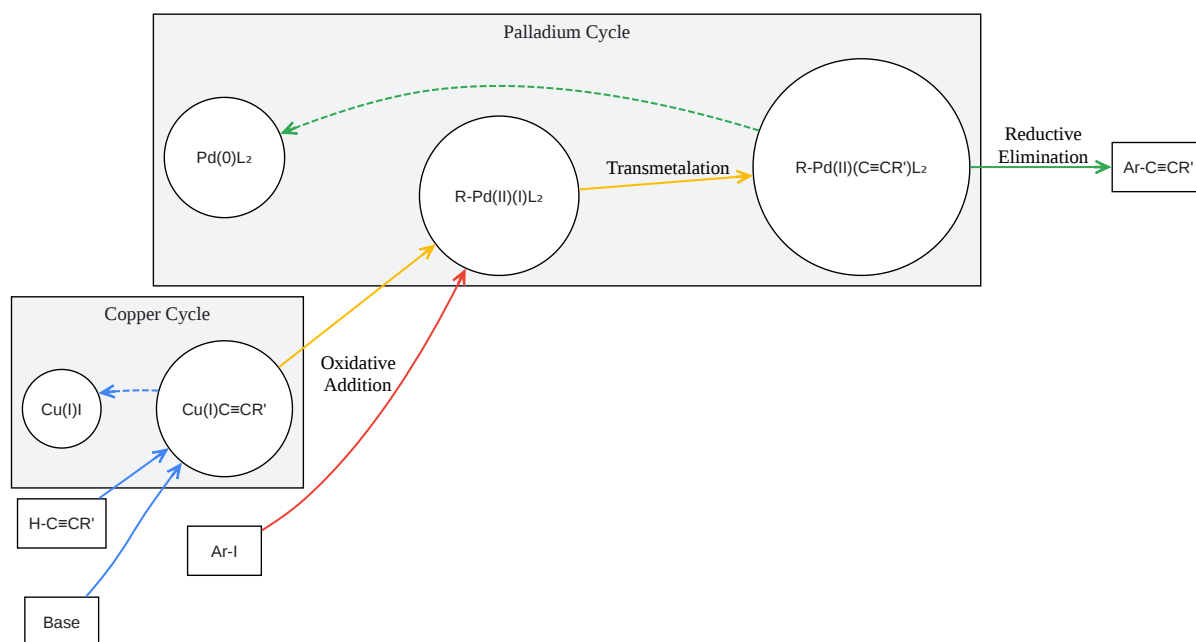 Palladium Cycle
Pd(0)L₂
R-Pd(II)(I)L₂
Transmetalation
R-Pd(II)(C≡CR')L₂
Reductive
Elimination
Ar-C≡CR'
Copper Cycle
Cu(I)I
Cu(I)C≡CR'
Oxidative
Addition
H-C≡CR'
Ar-I
Base